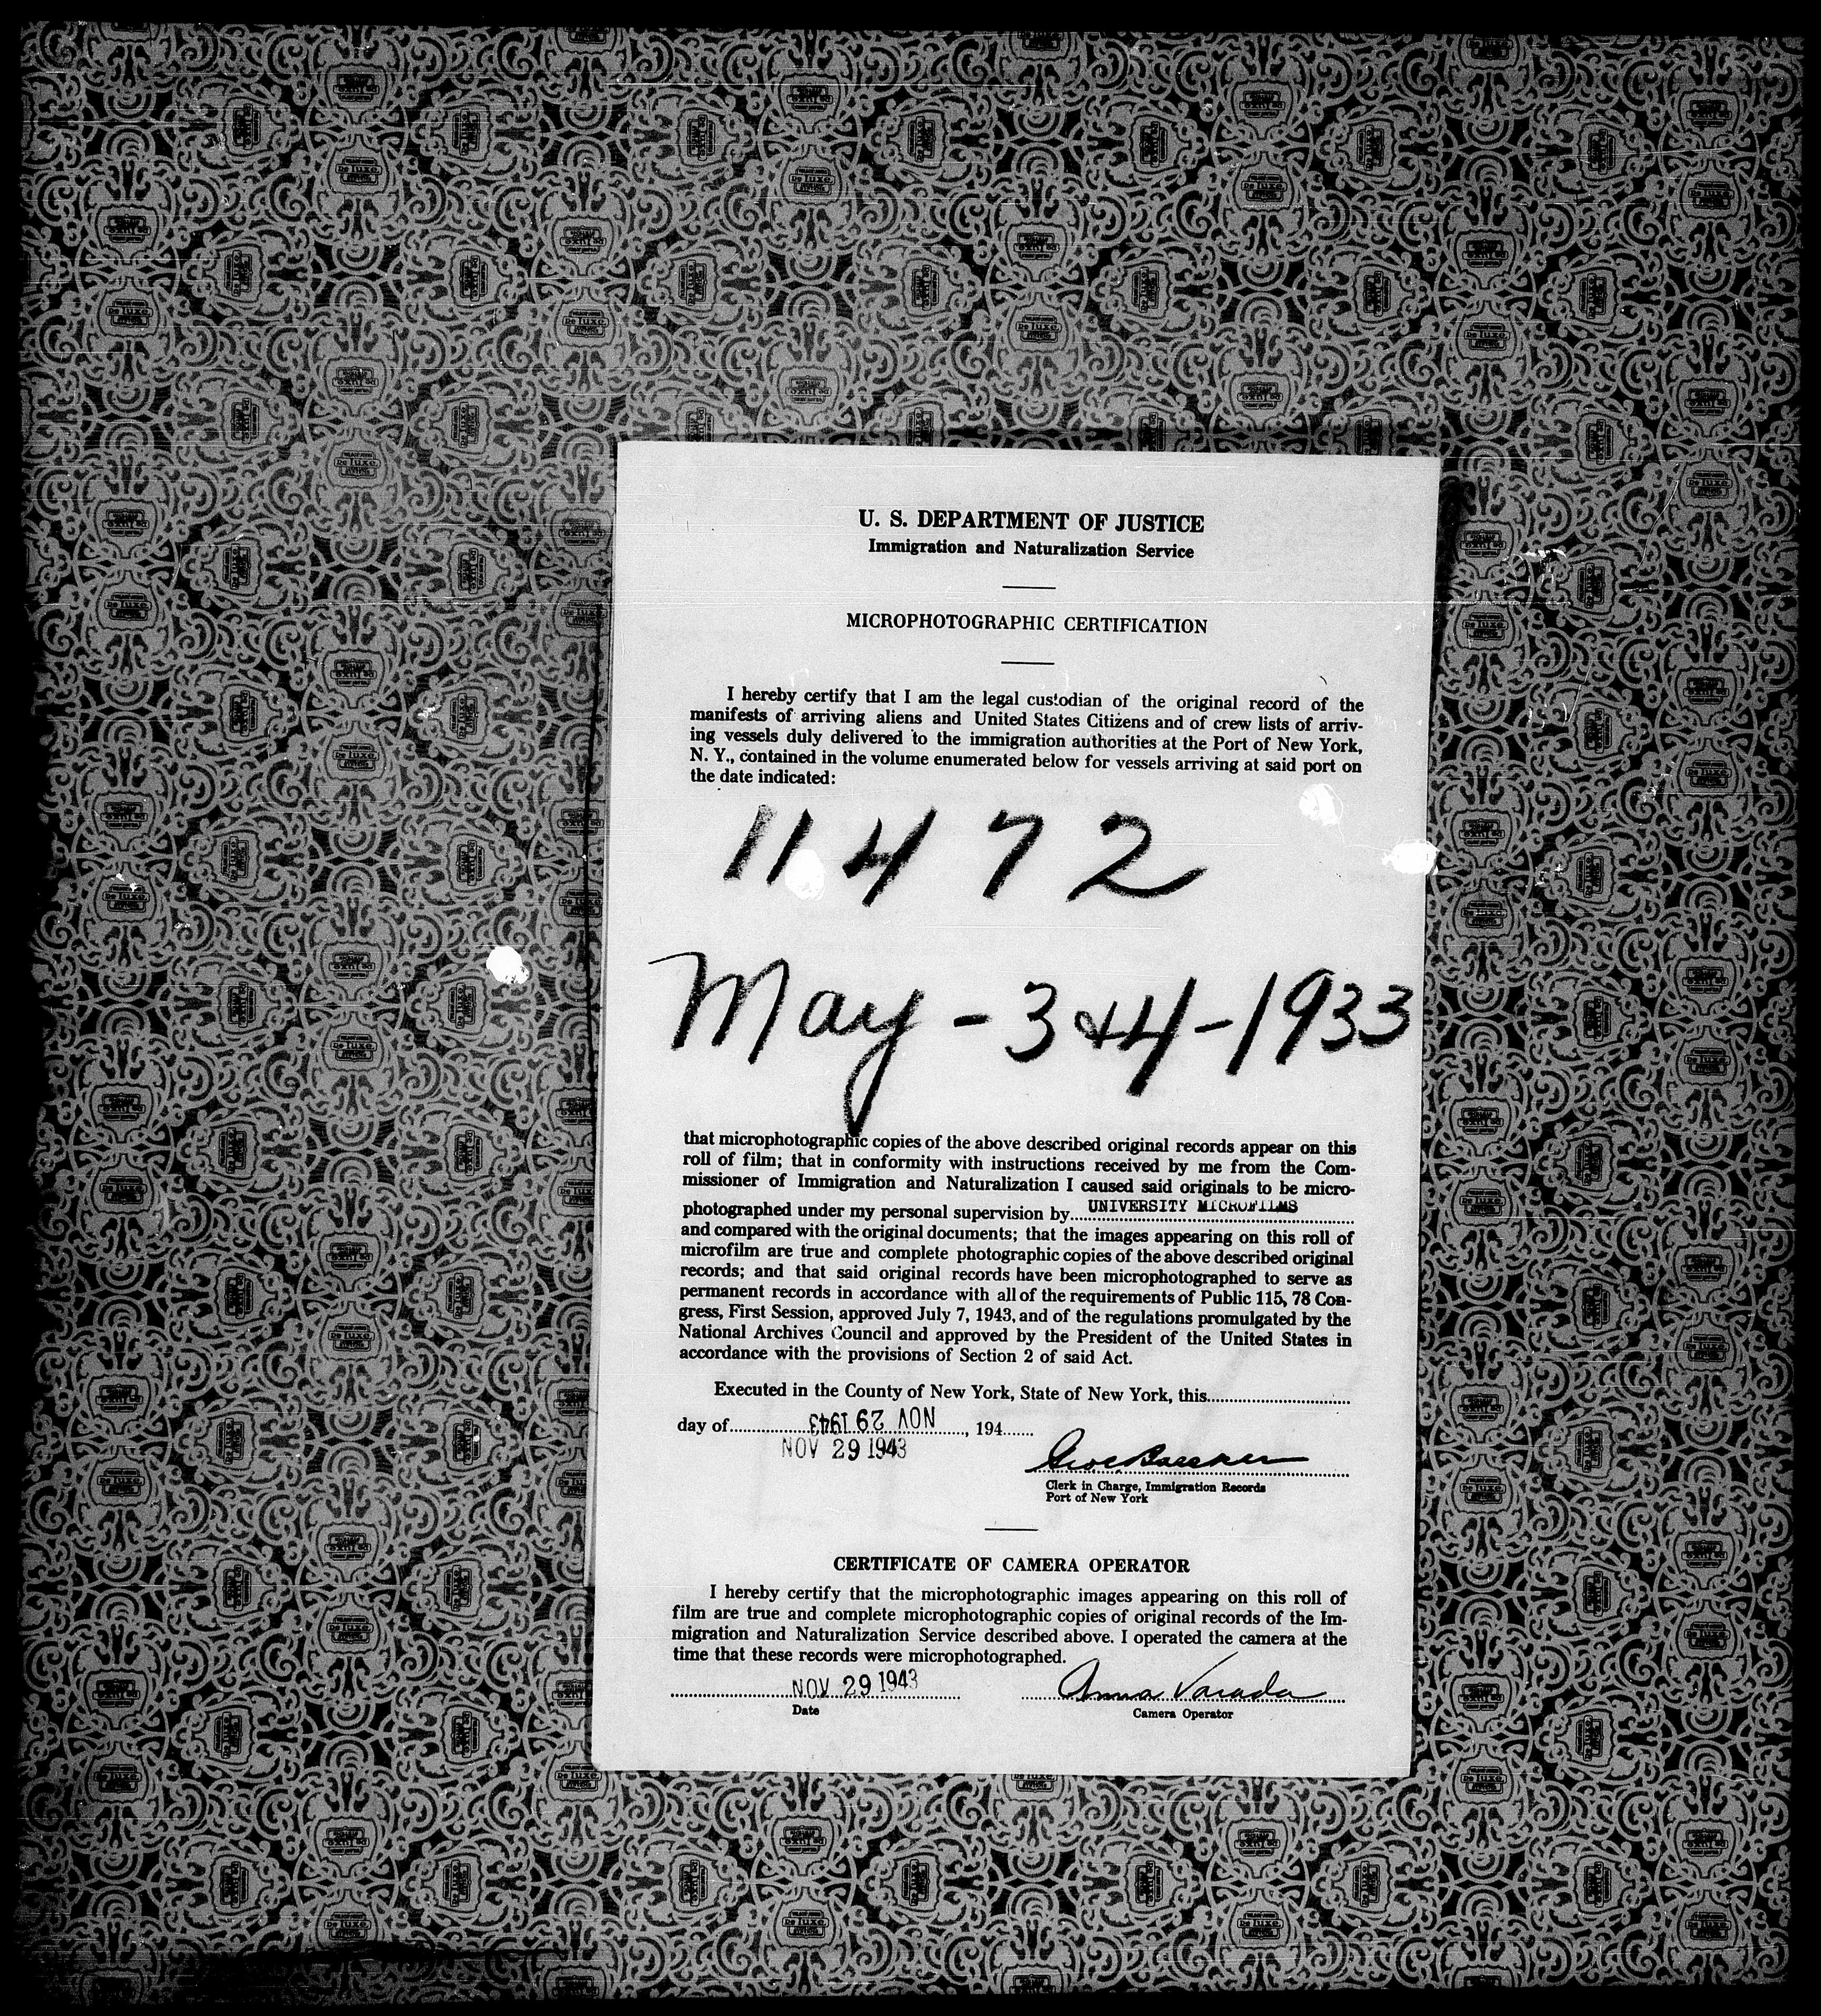 U. S. DEPARTMENT OF JUSTICE
Immigration and Naturalization Service
MICROPHOTOGRAPHIC CERTIFICATION
I hereby certify that I am the legal custodian of the original record of the
manifests of arriving aliens and United States Citizens and of crew lists of arriv-
ing vessels duly delivered to the immigration authorities at the Port of New York,
N. Y., contained in the volume enumerated below for vessels arriving at said port on
the date indicated:
11472
May - 3 & 4 - 1933
that microphotographic copies of the above described original records appear on this
roll of film; that in conformity with instructions received by me from the Com-
missioner of Immigration and Naturalization I caused said originals to be micro-
photographed under my personal supervision by UNIVERSITY MICROFILMS
and compared with the original documents; that the images appearing on this roll of
microfilm are true and complete photographic copies of the above described original
records; and that said original records have been microphotographed to serve as
permanent records in accordance with all of the requirements of Public 115, 78 Con-
gress, First Session, approved July 7, 1943, and of the regulations promulgated by the
National Archives Council and approved by the President of the United States in
accordance with the provisions of Section 2 of said Act.
Executed in the County of New York, State of New York, this
day of NOV 29 1943, 194
NOV 29 1943
Clerk in Charge, Immigration Records
Port of New York
CERTIFICATE OF CAMERA OPERATOR
I hereby certify that the microphotographic images appearing on this roll of
film are true and complete microphotographic copies of original records of the Im-
migration and Naturalization Service described above. I operated the camera at the
time that these records were microphotographed.
NOV 29 1943 Anna Varada
Date Camera Operator